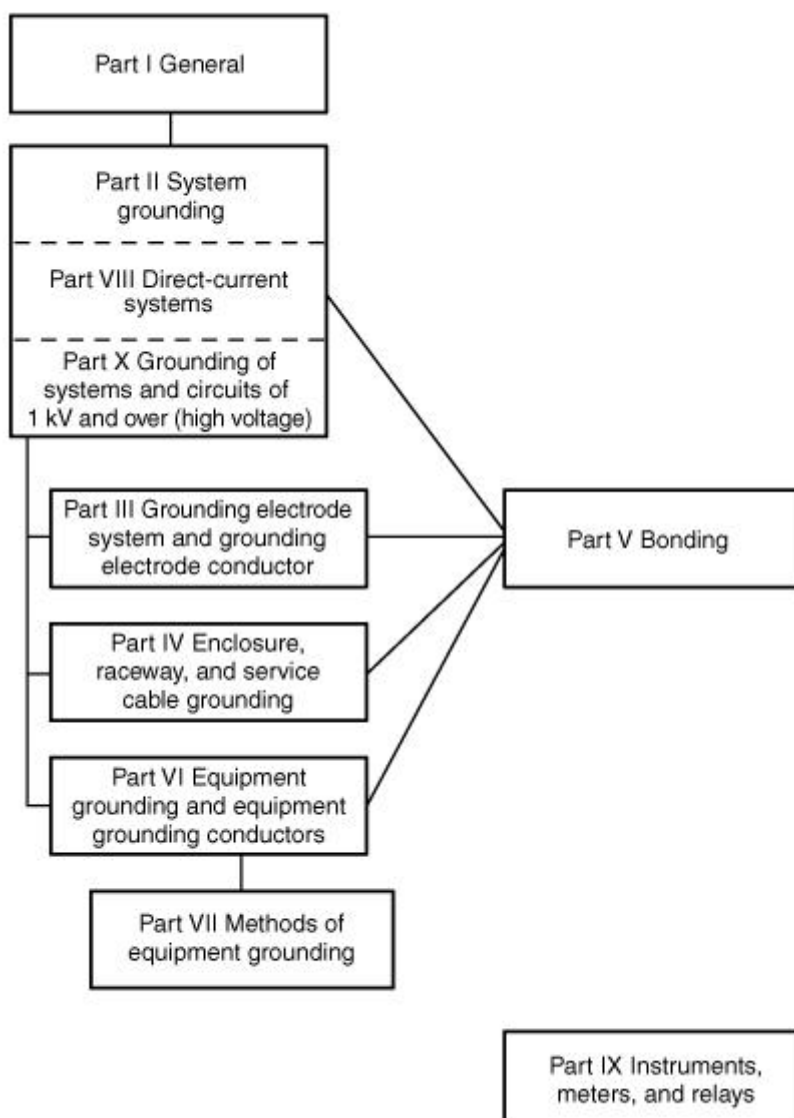 Part I General
Part II System
grounding
Part VIII Direct-current
systems
Part X Grounding of
systems and circuits of
1 kV and over (high voltage)
Part III Grounding electrode
system and grounding
electrode conductor
Part V Bonding
Part IV Enclosure,
raceway, and service
cable grounding
Part VI Equipment
grounding and equipment
grounding conductors
Part VII Methods of
equipment grounding
Part IX Instruments,
meters, and relays